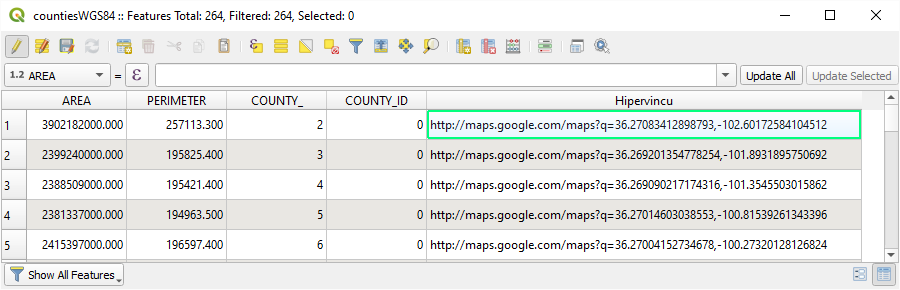 countiesWGS84 :: Features Total: 264, Filtered: 264, Selected: 0
1.2 AREA = ε Update All Update Selected
AREA PERIMETER COUNTY_ COUNTY_ID Hipervincu
1 3902182000.000 257113.300 2 0 http://maps.google.com/maps?q=36.27083412898793,-102.60172584104512
2 2399240000.000 195825.400 3 0 http://maps.google.com/maps?q=36.269201354778254,-101.8931895750692
3 2388509000.000 195421.400 4 0 http://maps.google.com/maps?q=36.269090217174316,-101.3545503015862
4 2381337000.000 194963.500 5 0 http://maps.google.com/maps?q=36.27014603038553,-100.81539261343396
5 2415397000.000 196597.400 6 0 http://maps.google.com/maps?q=36.27004152734678,-100.27320128126824
Show All Features